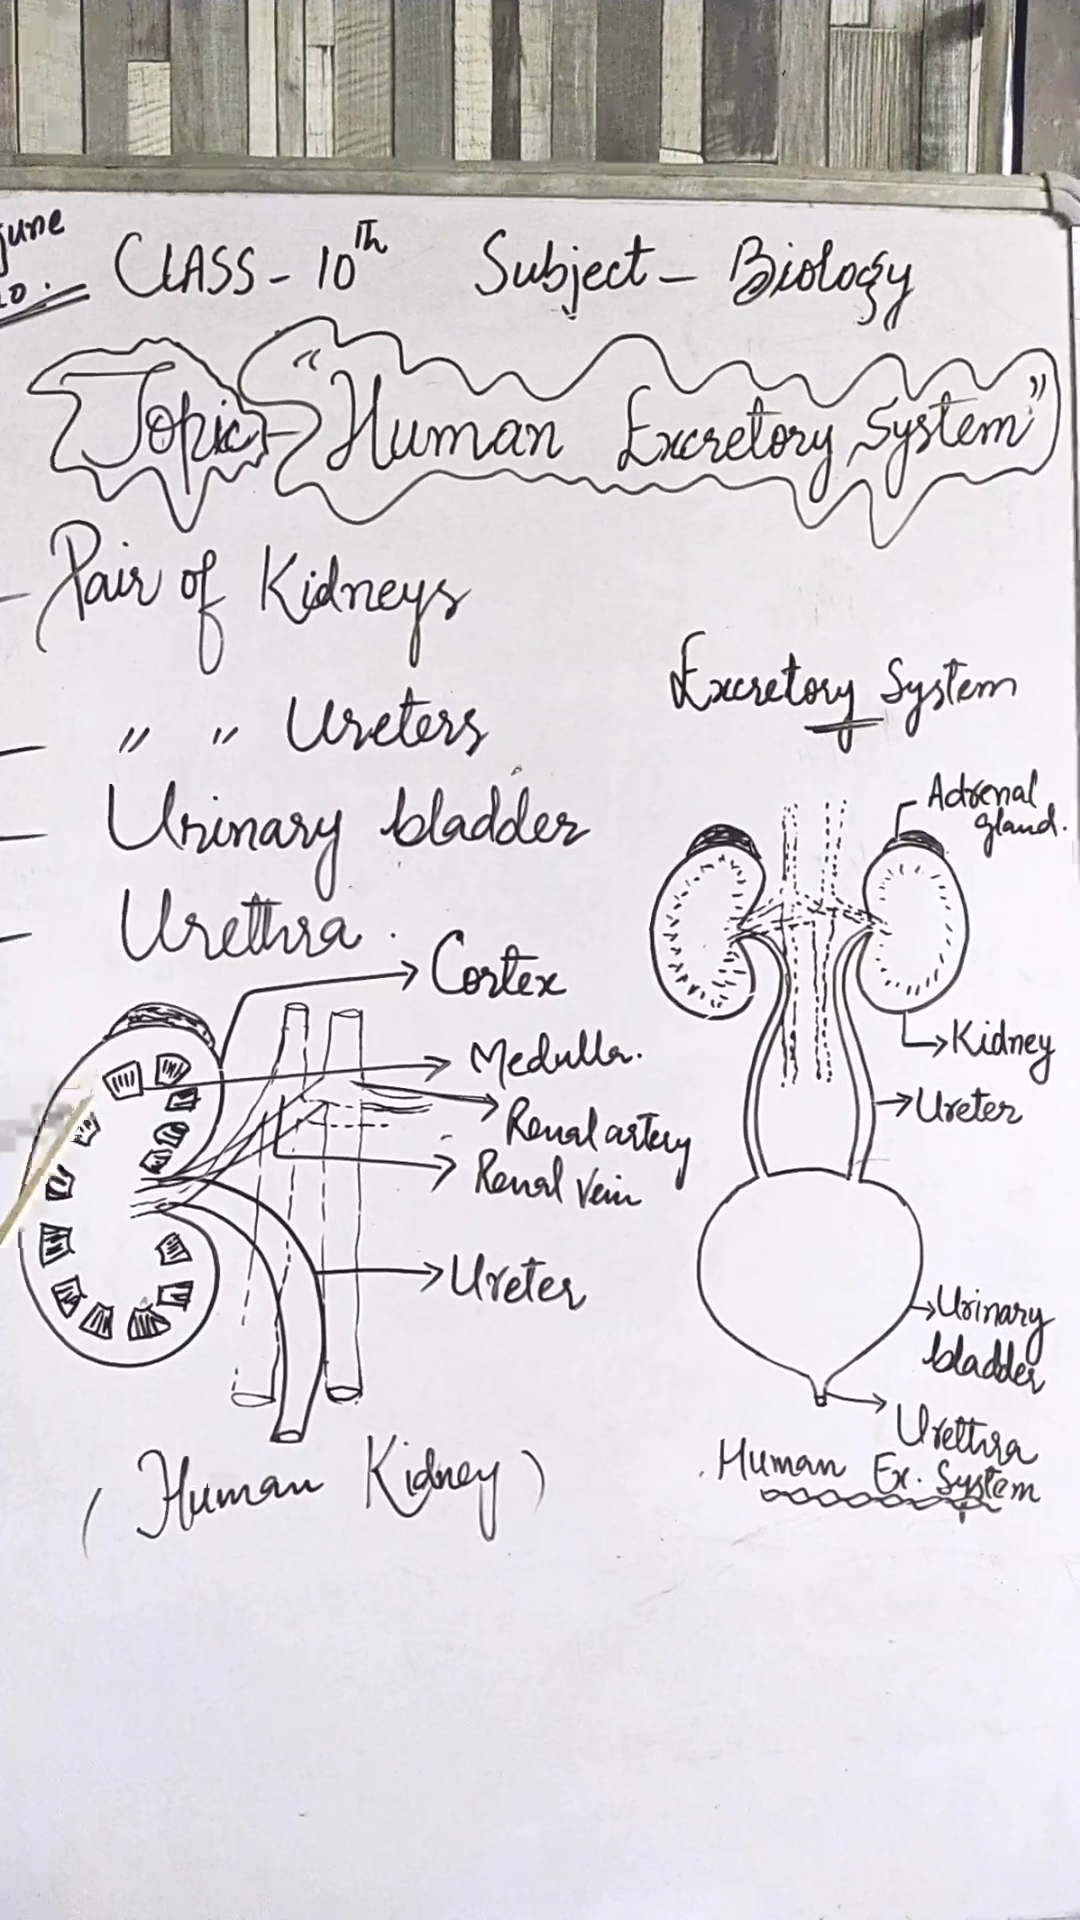 June
20.
CLASS - 10th Subject - Biology
Topic - "Human Excretory System"
- Pair of Kidneys
- " " Ureters
- Urinary bladder
- Urethra.
Cortex
Medulla.
Renal artery
Renal Vein
Ureter
(Human Kidney)
Excretory System
Adrenal
gland.
Kidney
Ureter
Urinary
bladder
Urethra
Human Ex. System